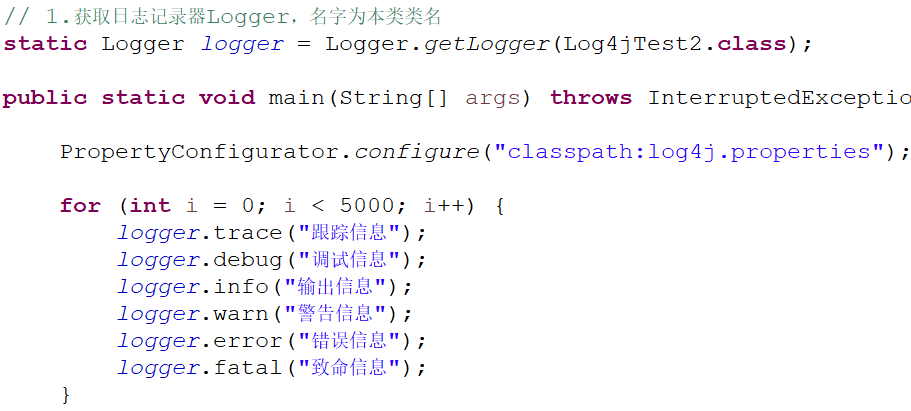 // 1.获取日志记录器Logger，名字为本类类名
static Logger logger = Logger.getLogger(Log4jTest2.class);
public static void main(String[] args) throws InterruptedExceptio
PropertyConfigurator.configure("classpath:log4j.properties");
for (int i = 0; i < 5000; i++) {
logger.trace("跟踪信息");
logger.debug("调试信息");
logger.info("输出信息");
logger.warn("警告信息");
logger.error("错误信息");
logger.fatal("致命信息");
}